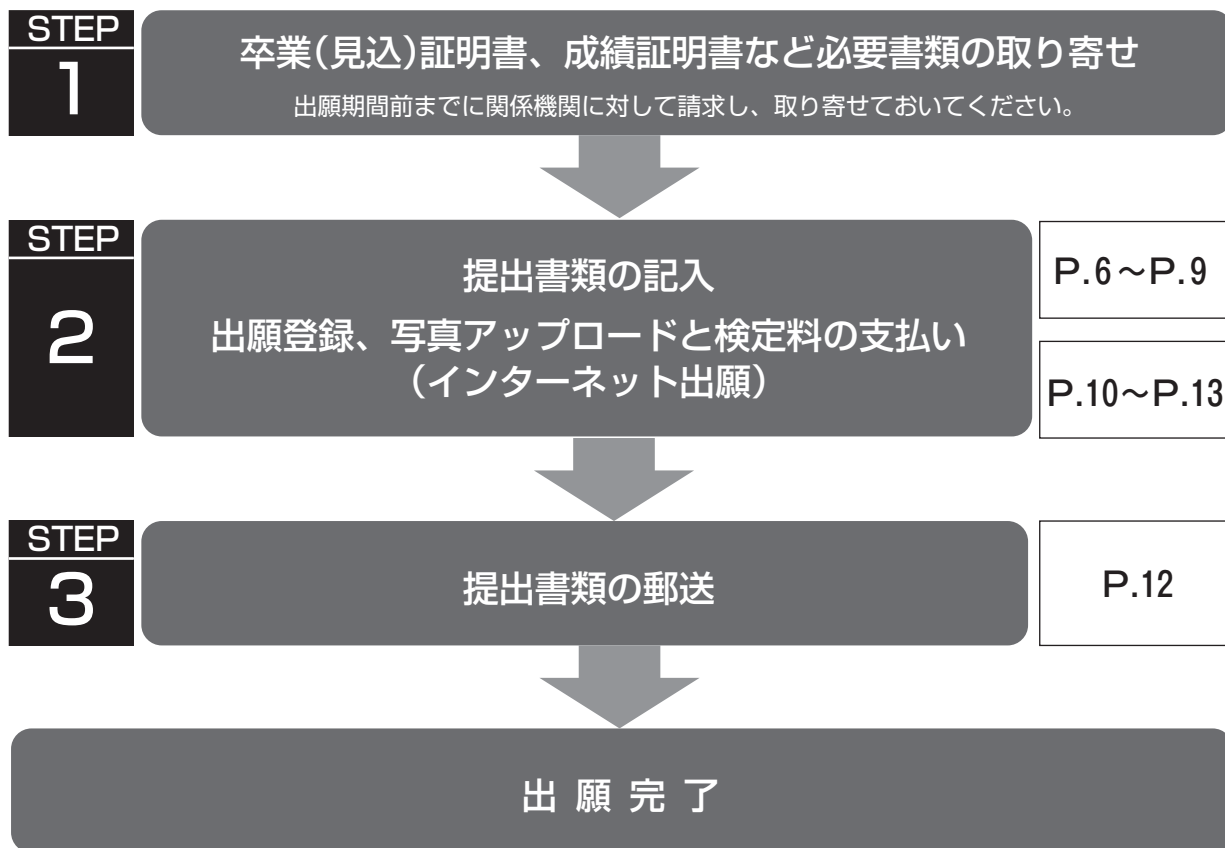 STEP
1
卒業（見込）証明書、成績証明書など必要書類の取り寄せ
出願期間前までに関係機関に対して請求し、取り寄せておいてください。
STEP
2
提出書類の記入
出願登録、写真アップロードと検定料の支払い
（インターネット出願）
P.6～P.9
P.10～P.13
STEP
3
提出書類の郵送
P.12
出 願 完 了